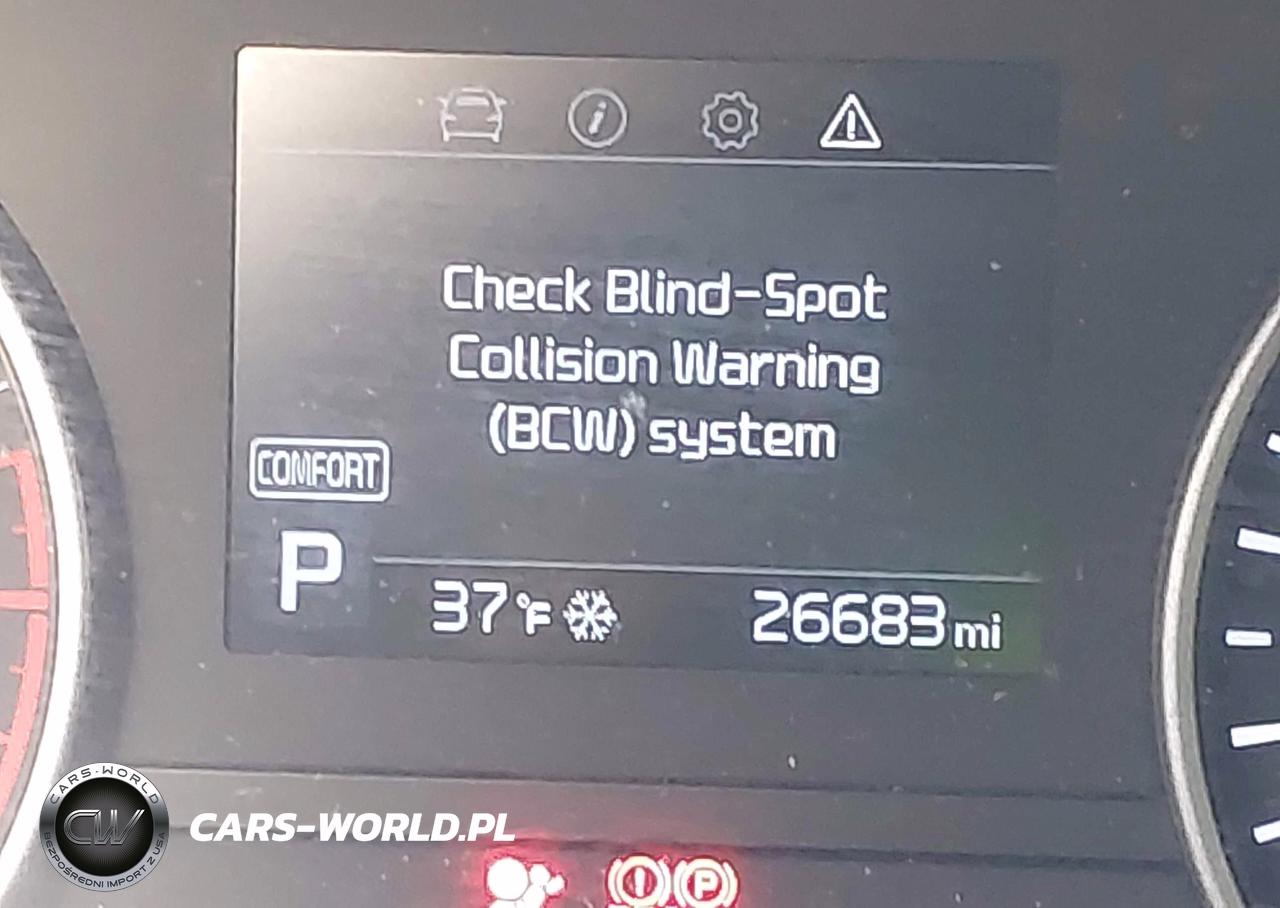 Check Blind-Spot
Collision Warning
(BCW) system
COMFORT
P
37°F 26683 mi
CARS-WORLD
CW
BEZPOŚREDNI IMPORT Z USA
CARS-WORLD.PL
P